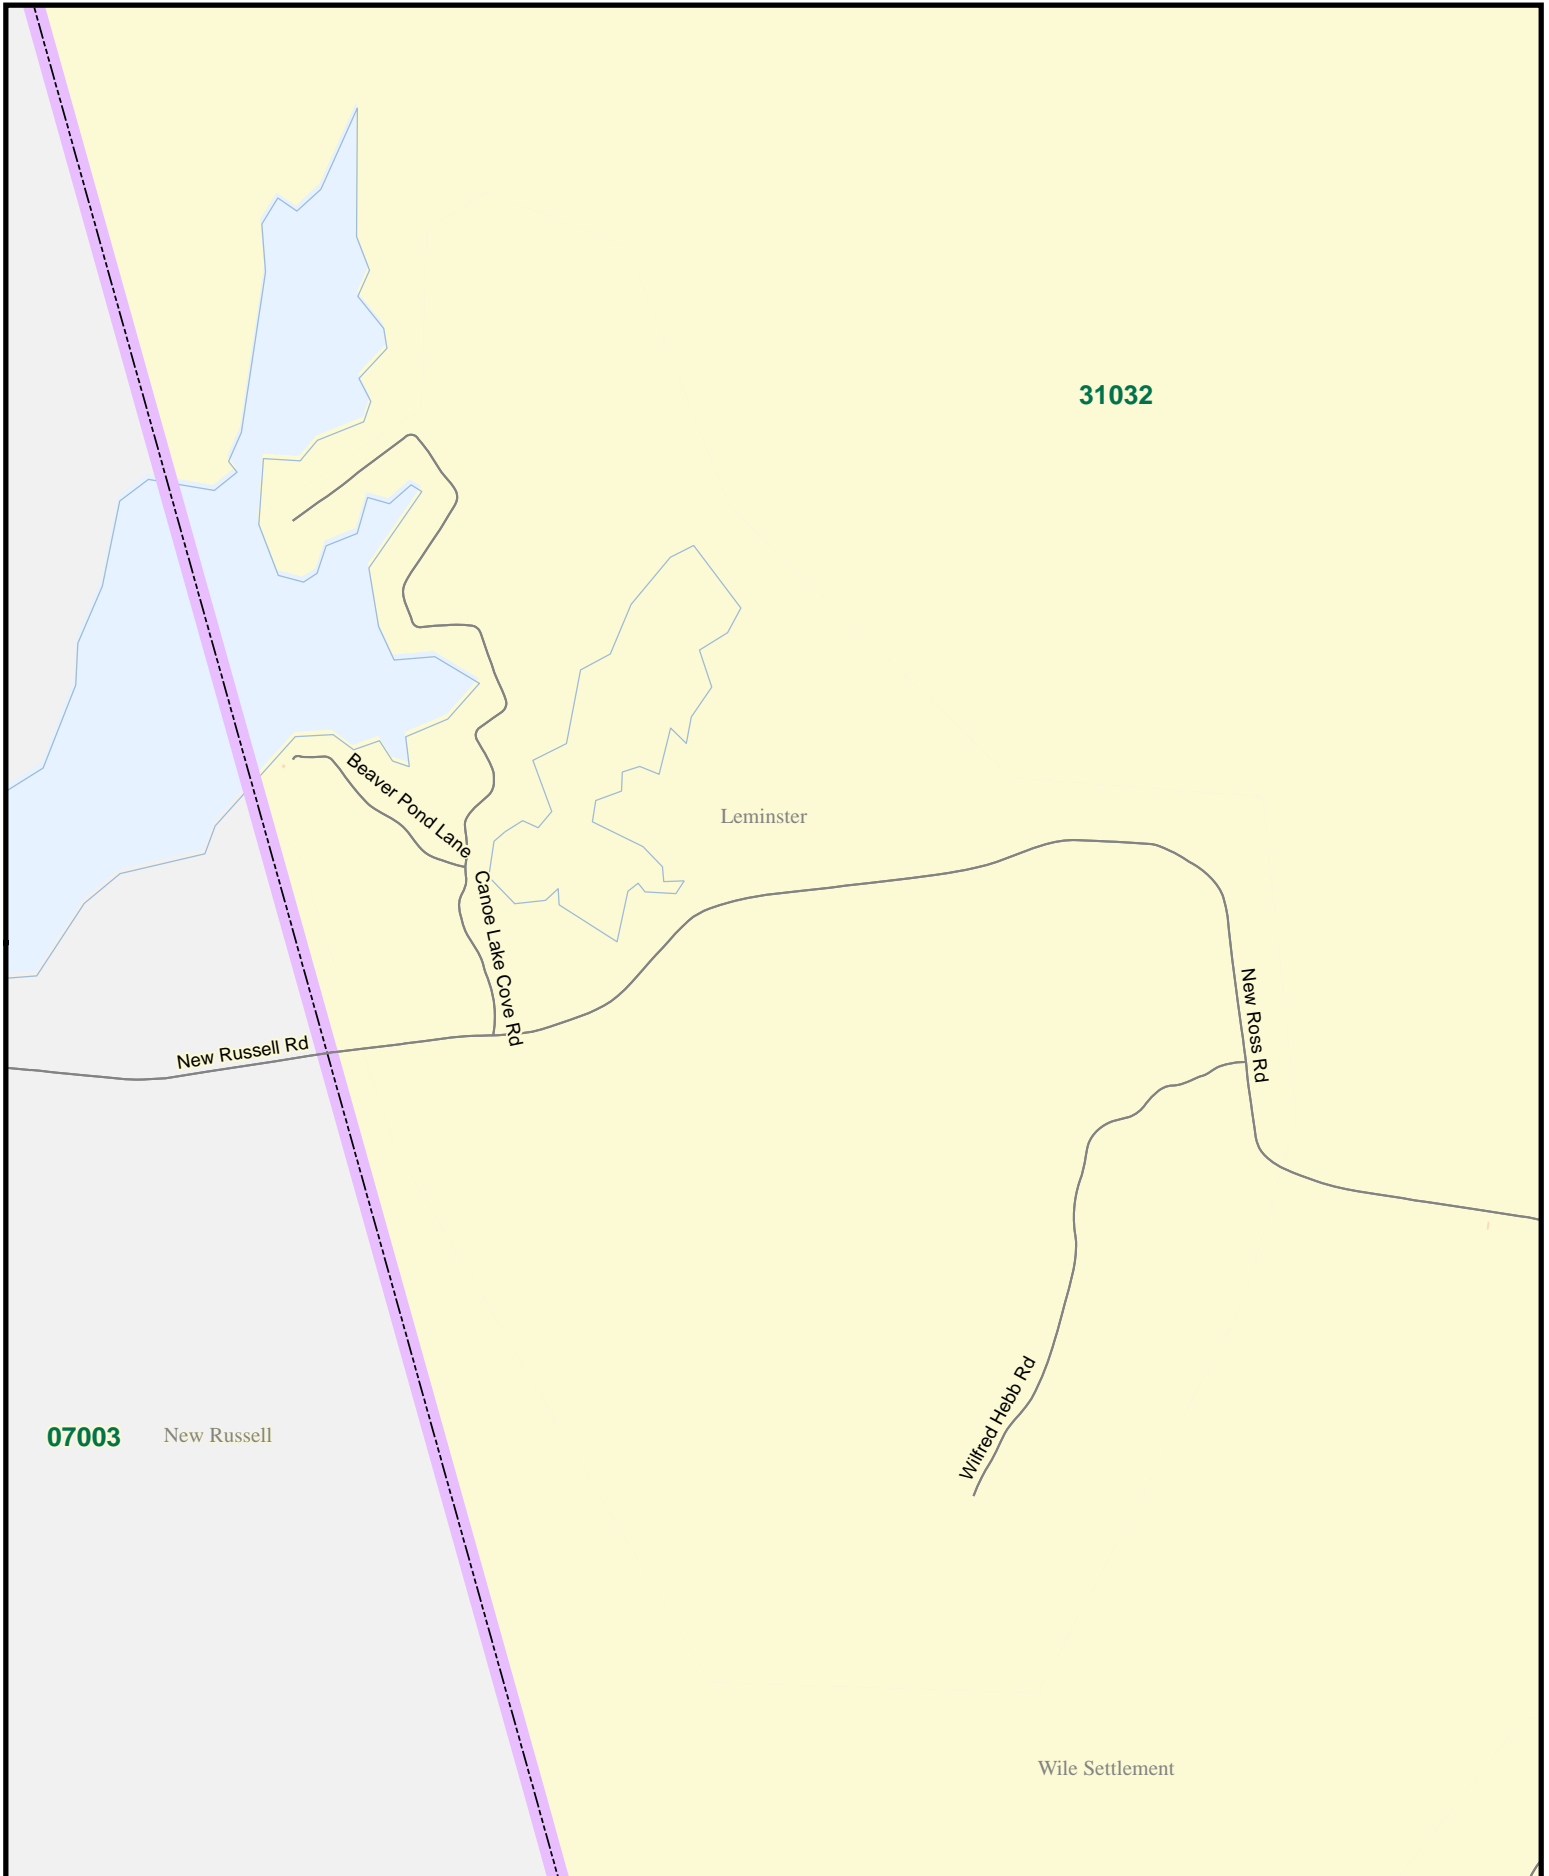 31032
Beaver Pond Lane
Leminster
Canoe Lake Cove Rd
New Ross Rd
New Russell Rd
Wilfred Hebb Rd
07003
New Russell
Wile Settlement